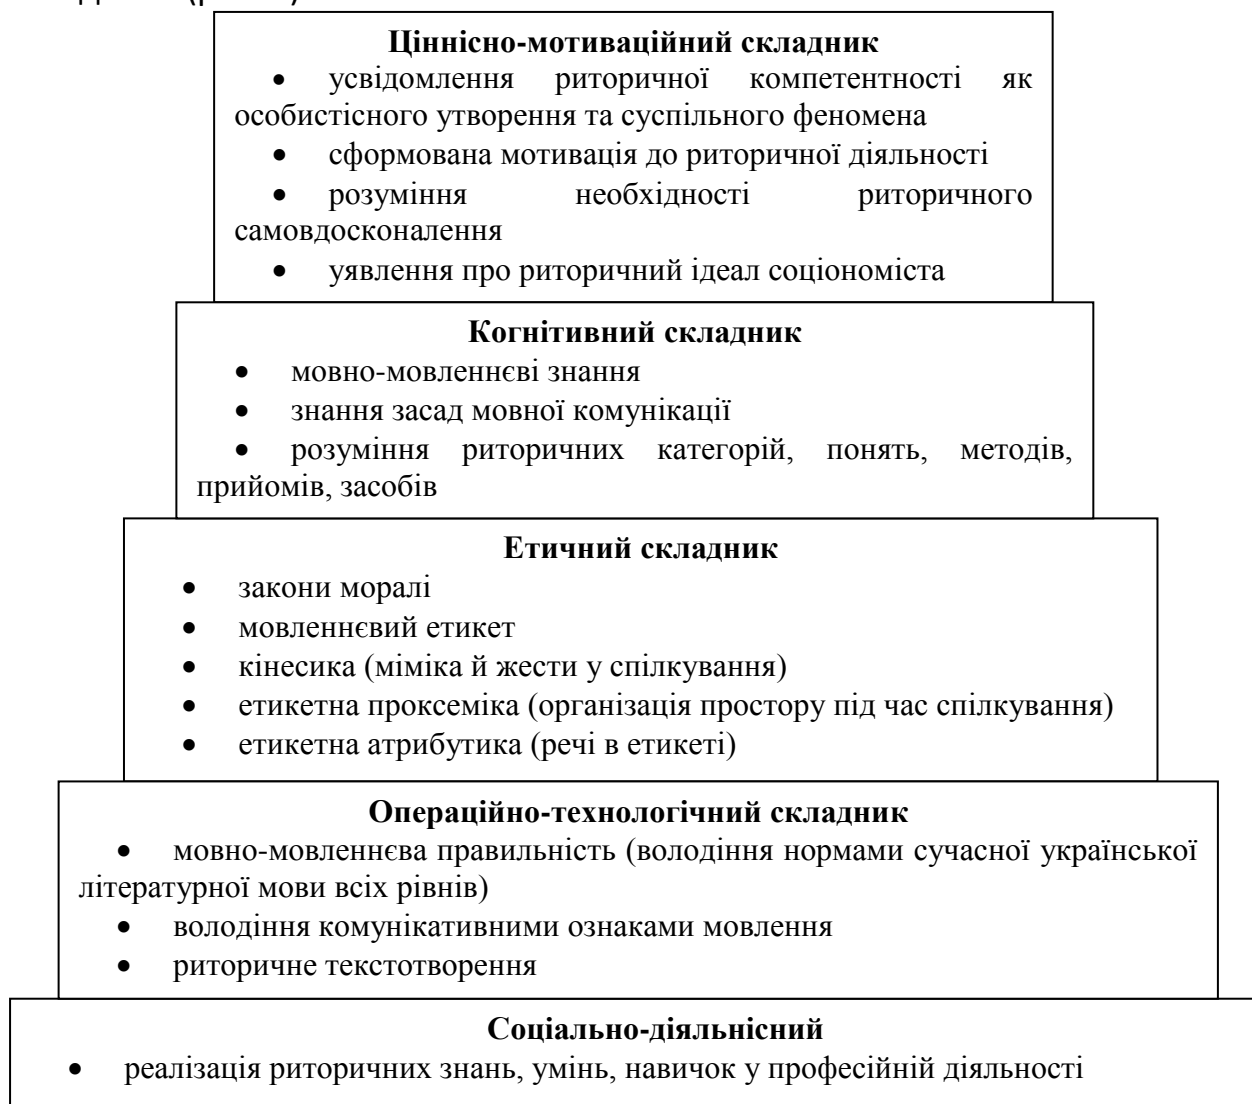 Ціннісно-мотиваційний складник
• усвідомлення риторичної компетентності як
особистісного утворення та суспільного феномена
• сформована мотивація до риторичної діяльності
• розуміння необхідності риторичного
самовдосконалення
• уявлення про риторичний ідеал соціономіста
Когнітивний складник
• мовно-мовленнєві знання
• знання засад мовної комунікації
• розуміння риторичних категорій, понять, методів,
прийомів, засобів
Етичний складник
• закони моралі
• мовленнєвий етикет
• кінесика (міміка й жести у спілкування)
• етикетна проксеміка (організація простору під час спілкування)
• етикетна атрибутика (речі в етикеті)
Операційно-технологічний складник
• мовно-мовленнєва правильність (володіння нормами сучасної української
літературної мови всіх рівнів)
• володіння комунікативними ознаками мовлення
• риторичне текстотворення
Соціально-діяльнісний
• реалізація риторичних знань, умінь, навичок у професійній діяльності